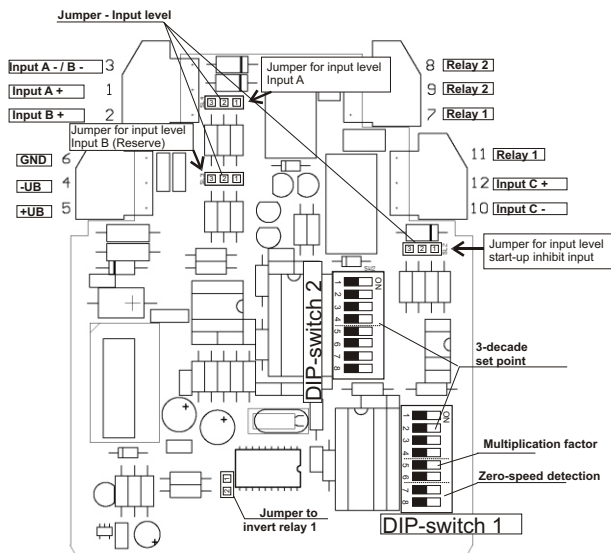 Jumper - Input level
Input A - / B - 3
Input A + 1
Input B + 2
Jumper for input level
Input A
8 Relay 2
9 Relay 2
7 Relay 1
Jumper for input level
Input B (Reserve)
3 2 1
3 2 1
GND 6
-UB 4
+UB 5
11 Relay 1
12 Input C +
10 Input C -
3 2 1
Jumper for input level
start-up inhibit input
DIP-switch 2
SW2
ON
1
2
3
4
5
6
7
8
3-decade
set point
ON
1
2
3
4
5
6
7
8
Multiplication factor
Zero-speed detection
1
2
Jumper to
invert relay 1
DIP-switch 1